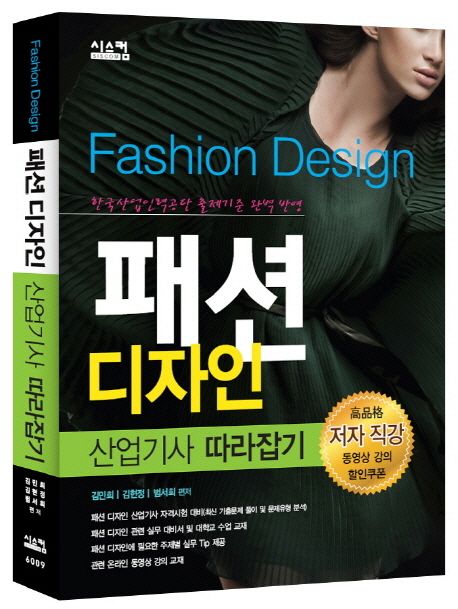 Fashion Design
패션 디자인
산업기사 따라잡기
김민희
김헌정
범서희
편저
시스컴
6009
시스컴
SISCOM
Fashion Design
한국산업인력공단 출제기준 완벽 반영
패션
디자인
산업기사 따라잡기
高品格
저자 직강
동영상 강의
할인쿠폰
김민희 | 김헌정 | 범서희 편저
패션 디자인 산업기사 자격시험 대비(최신 기출문제 풀이 및 문제유형 분석)
패션 디자인 관련 실무 대비서 및 대학교 수업 교재
패션 디자인에 필요한 주제별 실무 Tip 제공
관련 온라인 동영상 강의 교재